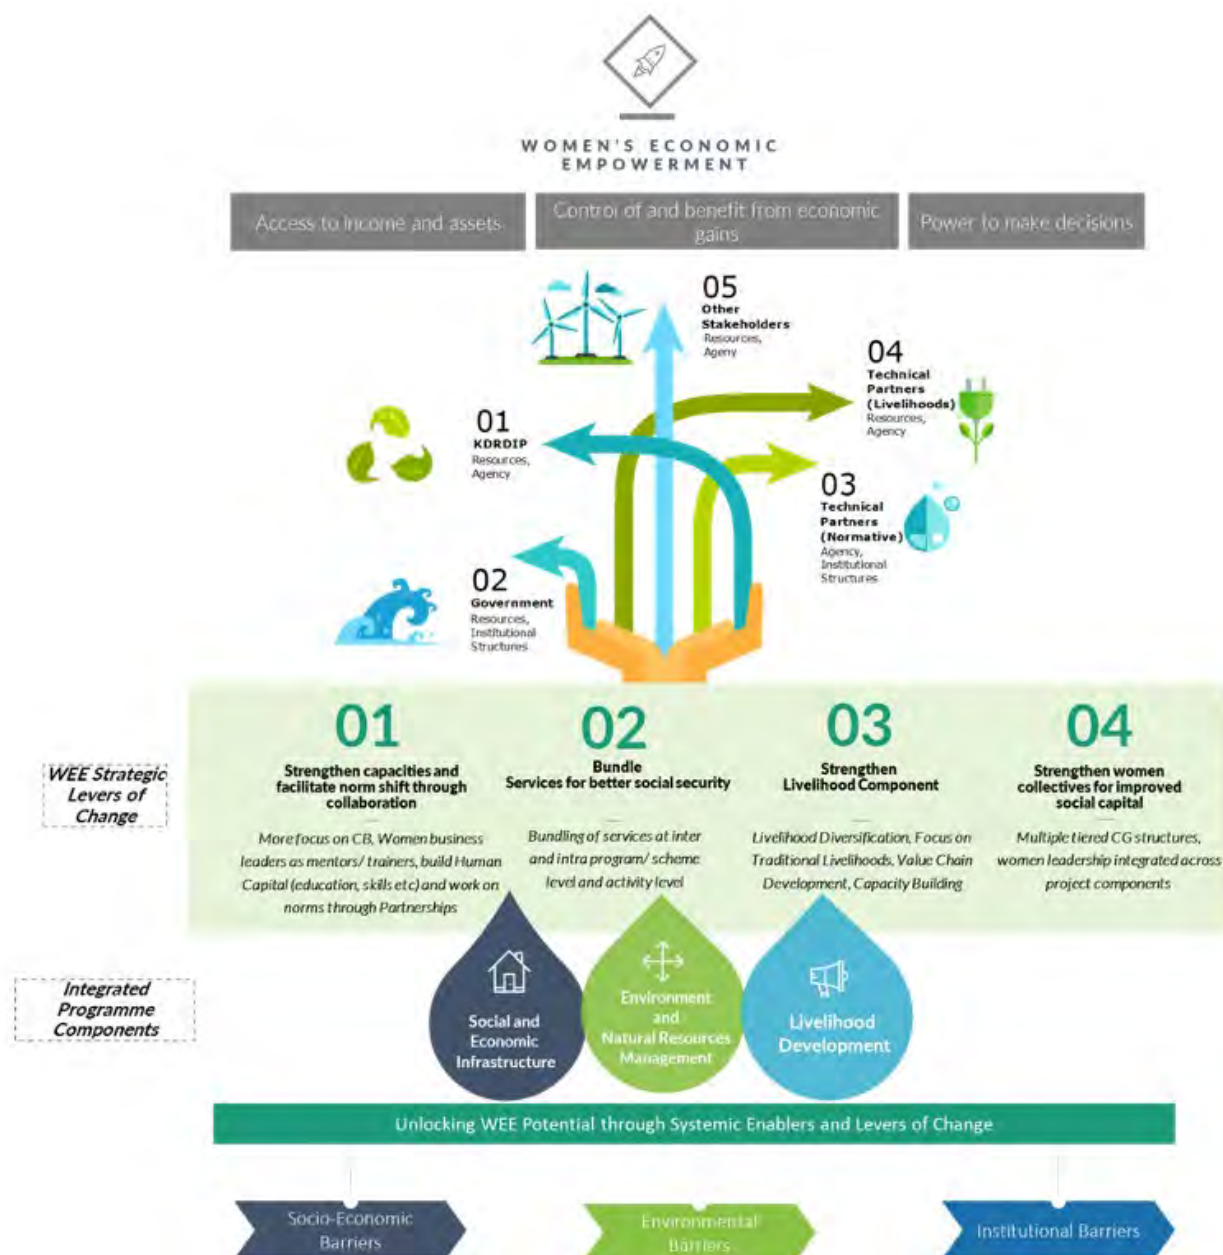 WOMEN'S ECONOMIC
EMPOWERMENT
Access to income and assets
Control of and benefit from economic
gains
Power to make decisions
05
Other
Stakeholders
Resources,
Ageny
04
Technical
Partners
(Livelihoods)
Resources,
Agency
01
KDRDIP
Resources,
Agency
03
Technical
Partners
(Normative)
Agency,
Institutional
Structures
02
Government
Resources,
Institutional
Structures
WEE Strategic
Levers of
Change
01
Strengthen capacities and
facilitate norm shift through
collaboration
More focus on CB, Women business
leaders as mentors/ trainers, build Human
Capital (education, skills etc) and work on
norms through Partnerships
02
Bundle
Services for better social security
Bundling of services at inter
and intra program/ scheme
level and activity level
03
Strengthen
Livelihood Component
Livelihood Diversification, Focus on
Traditional Livelihoods, Value Chain
Development, Capacity Building
04
Strengthen women
collectives for improved
social capital
Multiple tiered CG structures,
women leadership integrated across
project components
Integrated
Programme
Components
Social and
Economic
Infrastructure
Environment
and
Natural Resources
Management
Livelihood
Development
Unlocking WEE Potential through Systemic Enablers and Levers of Change
Socio-Economic
Barriers
Environmental
Barriers
Institutional Barriers